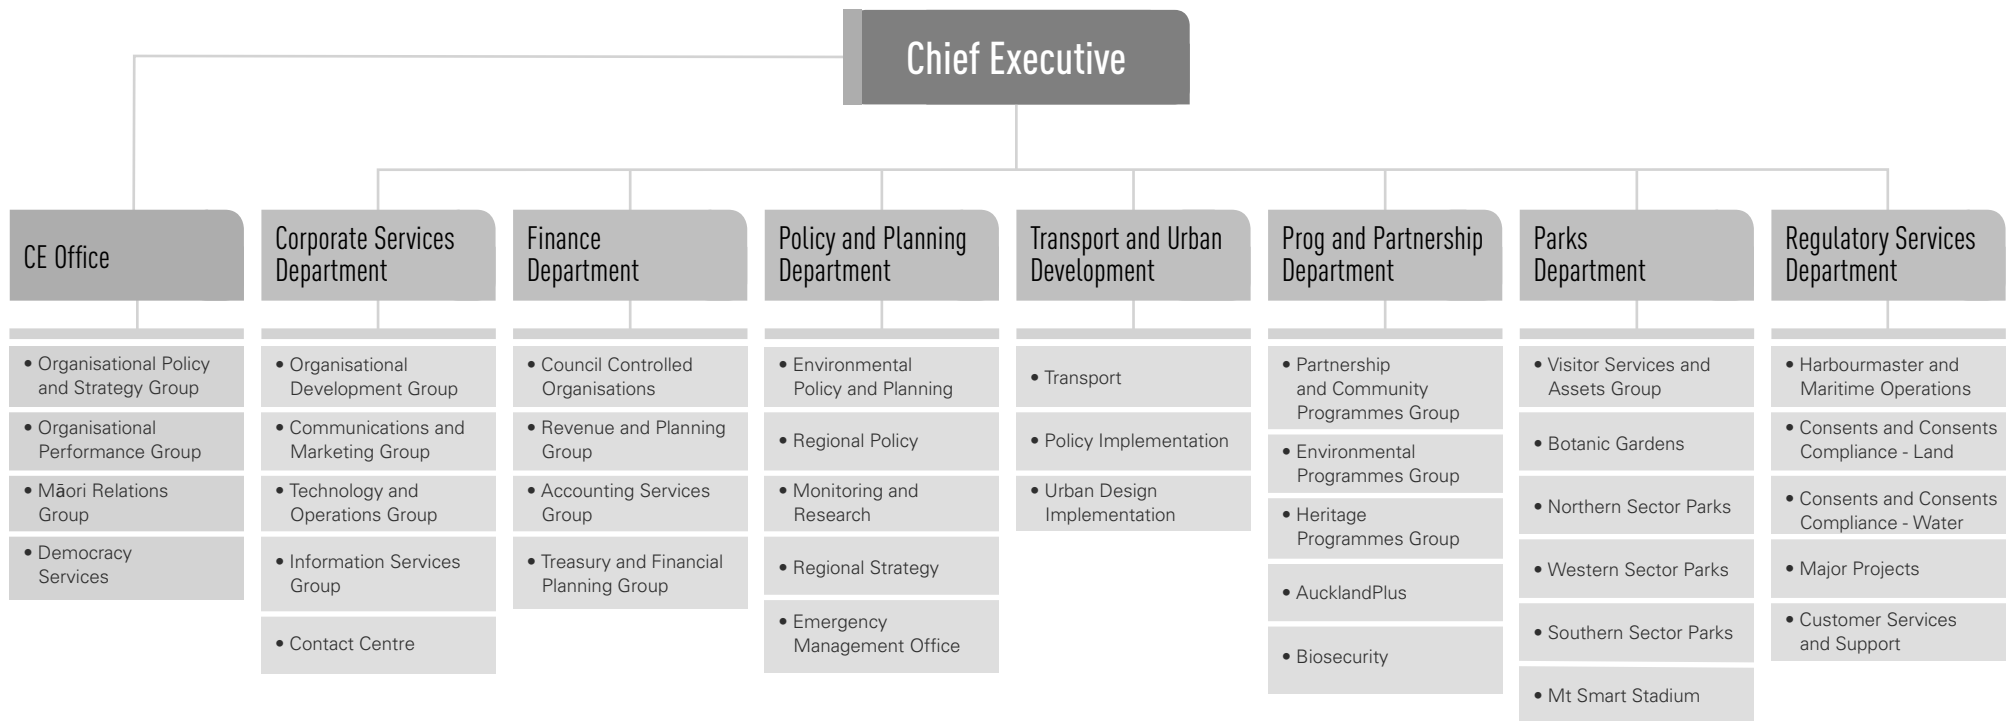 Chief Executive
CE Office
• Organisational Policy
and Strategy Group
• Organisational
Performance Group
• Māori Relations
Group
• Democracy
Services
Corporate Services
Department
• Organisational
Development Group
• Communications and
Marketing Group
• Technology and
Operations Group
• Information Services
Group
• Contact Centre
Finance
Department
• Council Controlled
Organisations
• Revenue and Planning
Group
• Accounting Services
Group
• Treasury and Financial
Planning Group
Policy and Planning
Department
• Environmental
Policy and Planning
• Regional Policy
• Monitoring and
Research
• Regional Strategy
• Emergency
Management Office
Transport and Urban
Development
• Transport
• Policy Implementation
• Urban Design
Implementation
Prog and Partnership
Department
• Partnership
and Community
Programmes Group
• Environmental
Programmes Group
• Heritage
Programmes Group
• AucklandPlus
• Biosecurity
Parks
Department
• Visitor Services and
Assets Group
• Botanic Gardens
• Northern Sector Parks
• Western Sector Parks
• Southern Sector Parks
• Mt Smart Stadium
Regulatory Services
Department
• Harbourmaster and
Maritime Operations
• Consents and Consents
Compliance - Land
• Consents and Consents
Compliance - Water
• Major Projects
• Customer Services
and Support